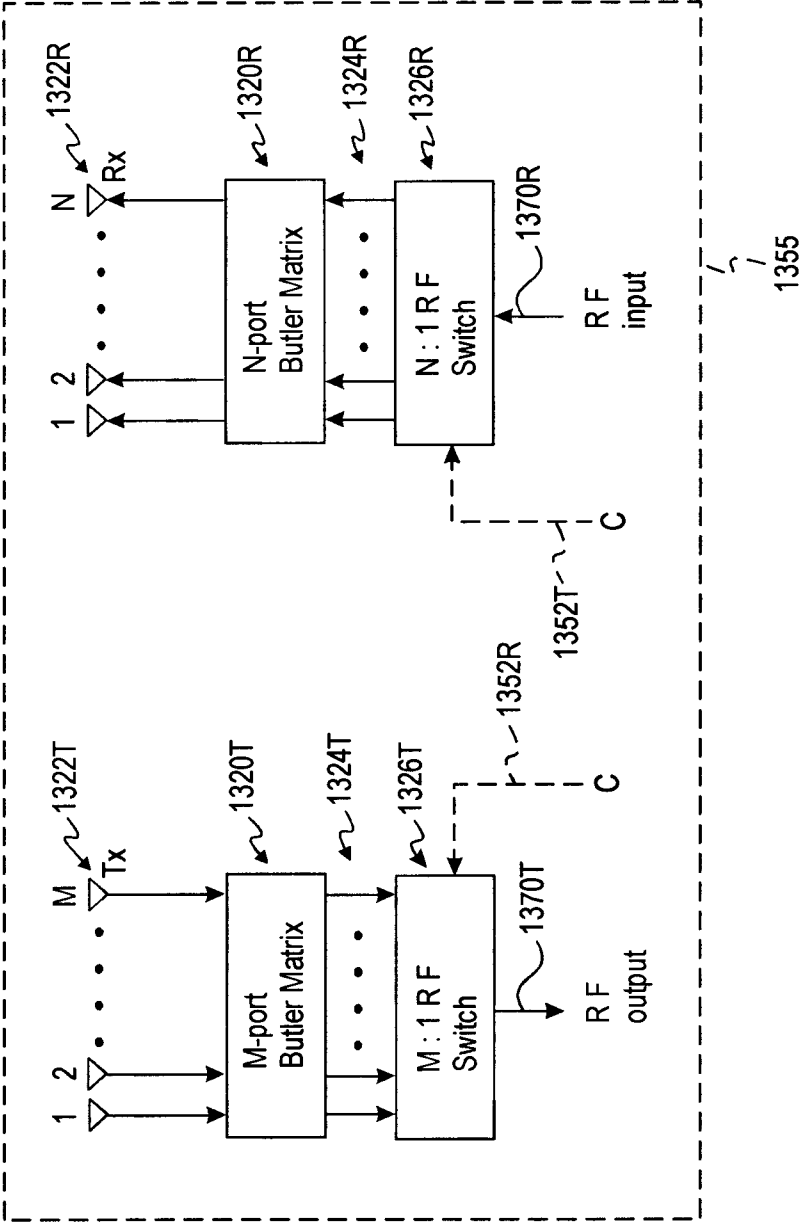 1 2 M
Tx
1322T
M-port
Butler Matrix
1320T
1324T
M : 1 R F
Switch
1326T
1352R
C
1370T
R F
output
1 2 N
Rx
1322R
N-port
Butler Matrix
1320R
1324R
N : 1 R F
Switch
1326R
1352T
C
1370R
R F
input
1355